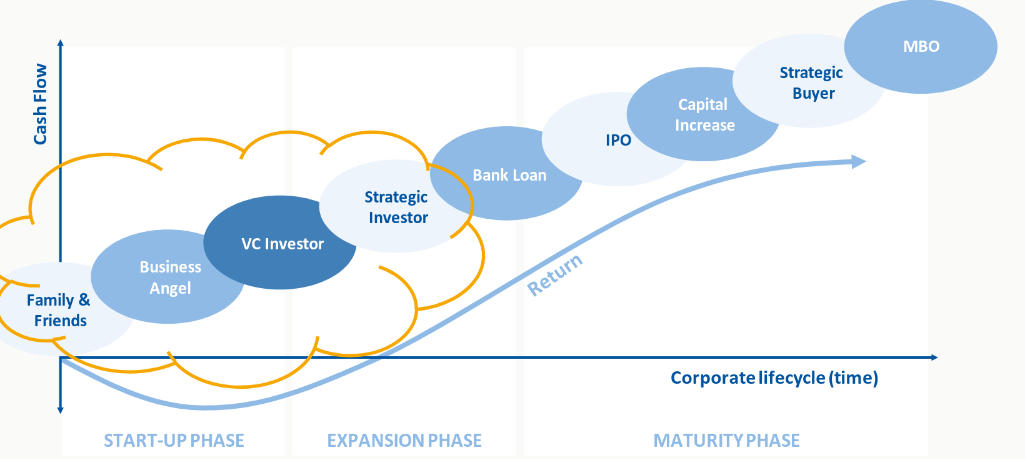 MBO
Strategic
Buyer
Cash Flow
Capital
Increase
IPO
Bank Loan
Strategic
Investor
VC Investor
Business
Angel
Return
Family &
Friends
Corporate lifecycle (time)
START-UP PHASE
EXPANSION PHASE
MATURITY PHASE